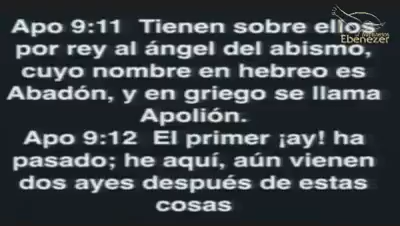 Apo 9:11 Tienen sobre ellos
por rey al ángel del abismo,
cuyo nombre en hebreo es
Abadón, y en griego se llama
Apolión.
Apo 9:12 El primer ¡ay! ha
pasado; he aquí, aún vienen
dos ayes después de estas
cosas
Ebenezer